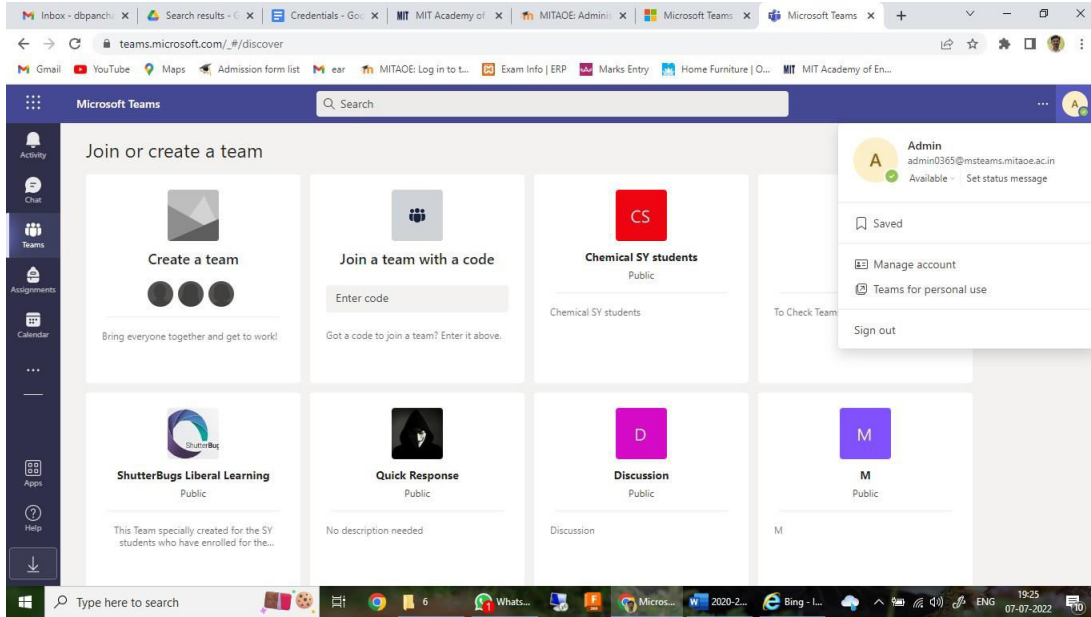 Inbox - dbpanch
Search results - G
Credentials - Goo
MIT MIT Academy of
MITAOE: Adminis
Microsoft Teams
Microsoft Teams
teams.microsoft.com/_#/discover
Gmail
YouTube
Maps
Admission form list
ear
MITAOE: Log in to t...
Exam Info | ERP
Marks Entry
Home Furniture | O...
MIT MIT Academy of En...
Microsoft Teams
Search
A
Activity
Chat
Teams
Assignments
Calendar
Apps
Help
Join or create a team
A
Admin
admin0365@msteams.mitaoe.ac.in
Available
Set status message
Saved
Manage account
Teams for personal use
Sign out
Create a team
Bring everyone together and get to work!
Join a team with a code
Enter code
Got a code to join a team? Enter it above.
CS
Chemical SY students
Public
Chemical SY students
To Check Team
ShutterBug
ShutterBugs Liberal Learning
Public
This Team specially created for the SY
students who have enrolled for the...
Quick Response
Public
No description needed
D
Discussion
Public
Discussion
M
M
Public
M
Type here to search
6
Whats...
Micros...
2020-2...
Bing - I...
ENG
19:25
07-07-2022
10